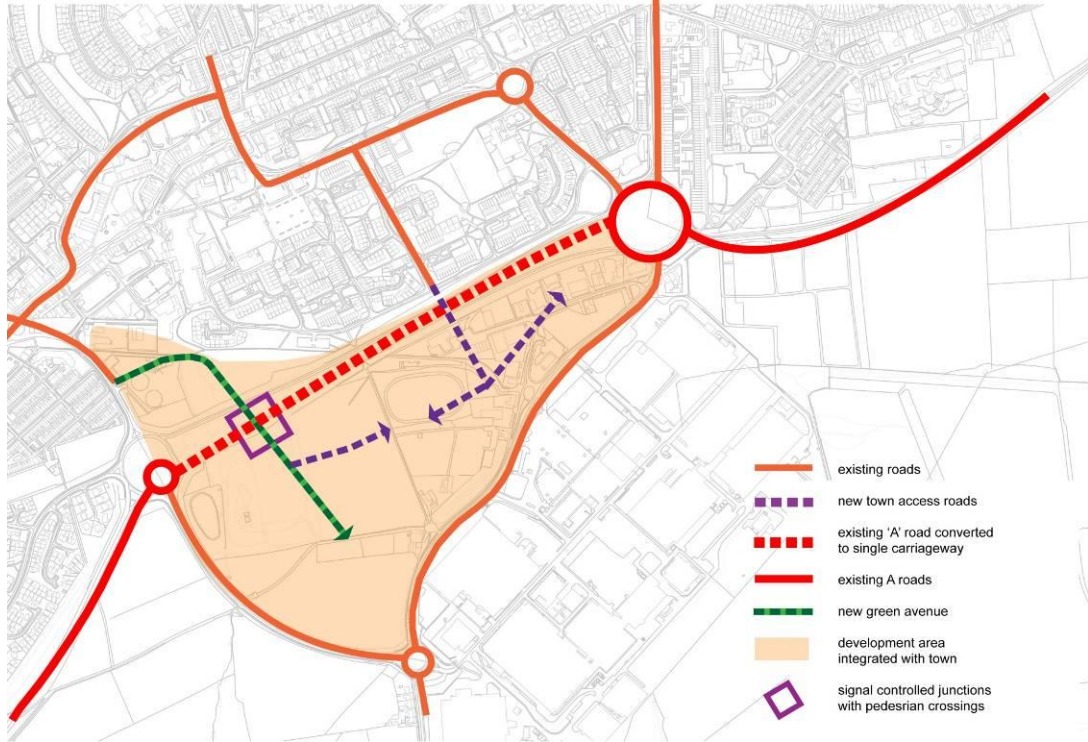 existing roads
new town access roads
existing ‘A’ road converted
to single carriageway
existing A roads
new green avenue
development area
integrated with town
signal controlled junctions
with pedesrian crossings